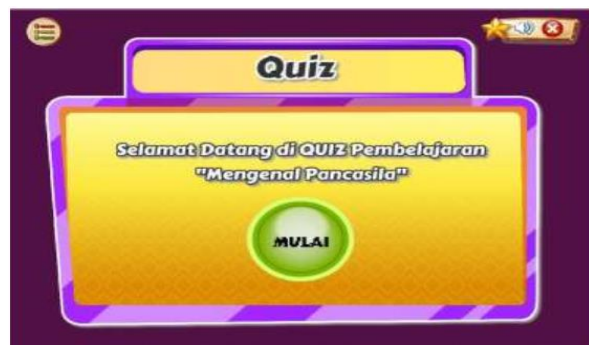 Quiz
Selamat Datang di QUIZ Pembelajaran
"Mengenal Pancasila"
MULAI